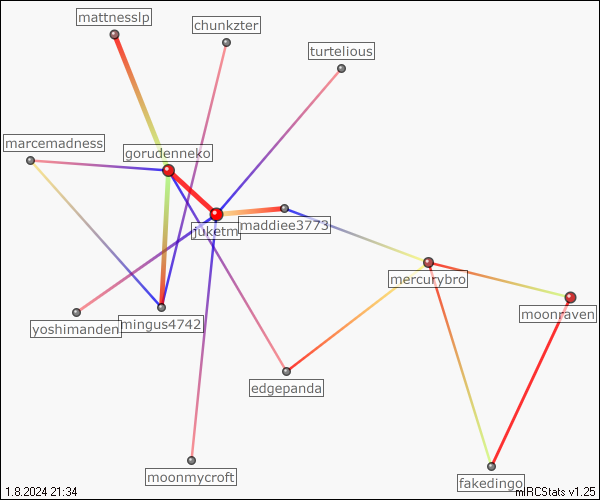 mattnesslp
chunkzter
turtelious
marcemadness
gorudenneko
juketm
maddiee3773
mercurybro
moonraven
yoshimanden
mingus4742
edgepanda
moonmycroft
fakedingo
1.8.2024 21:34
mIRCStats v1.25